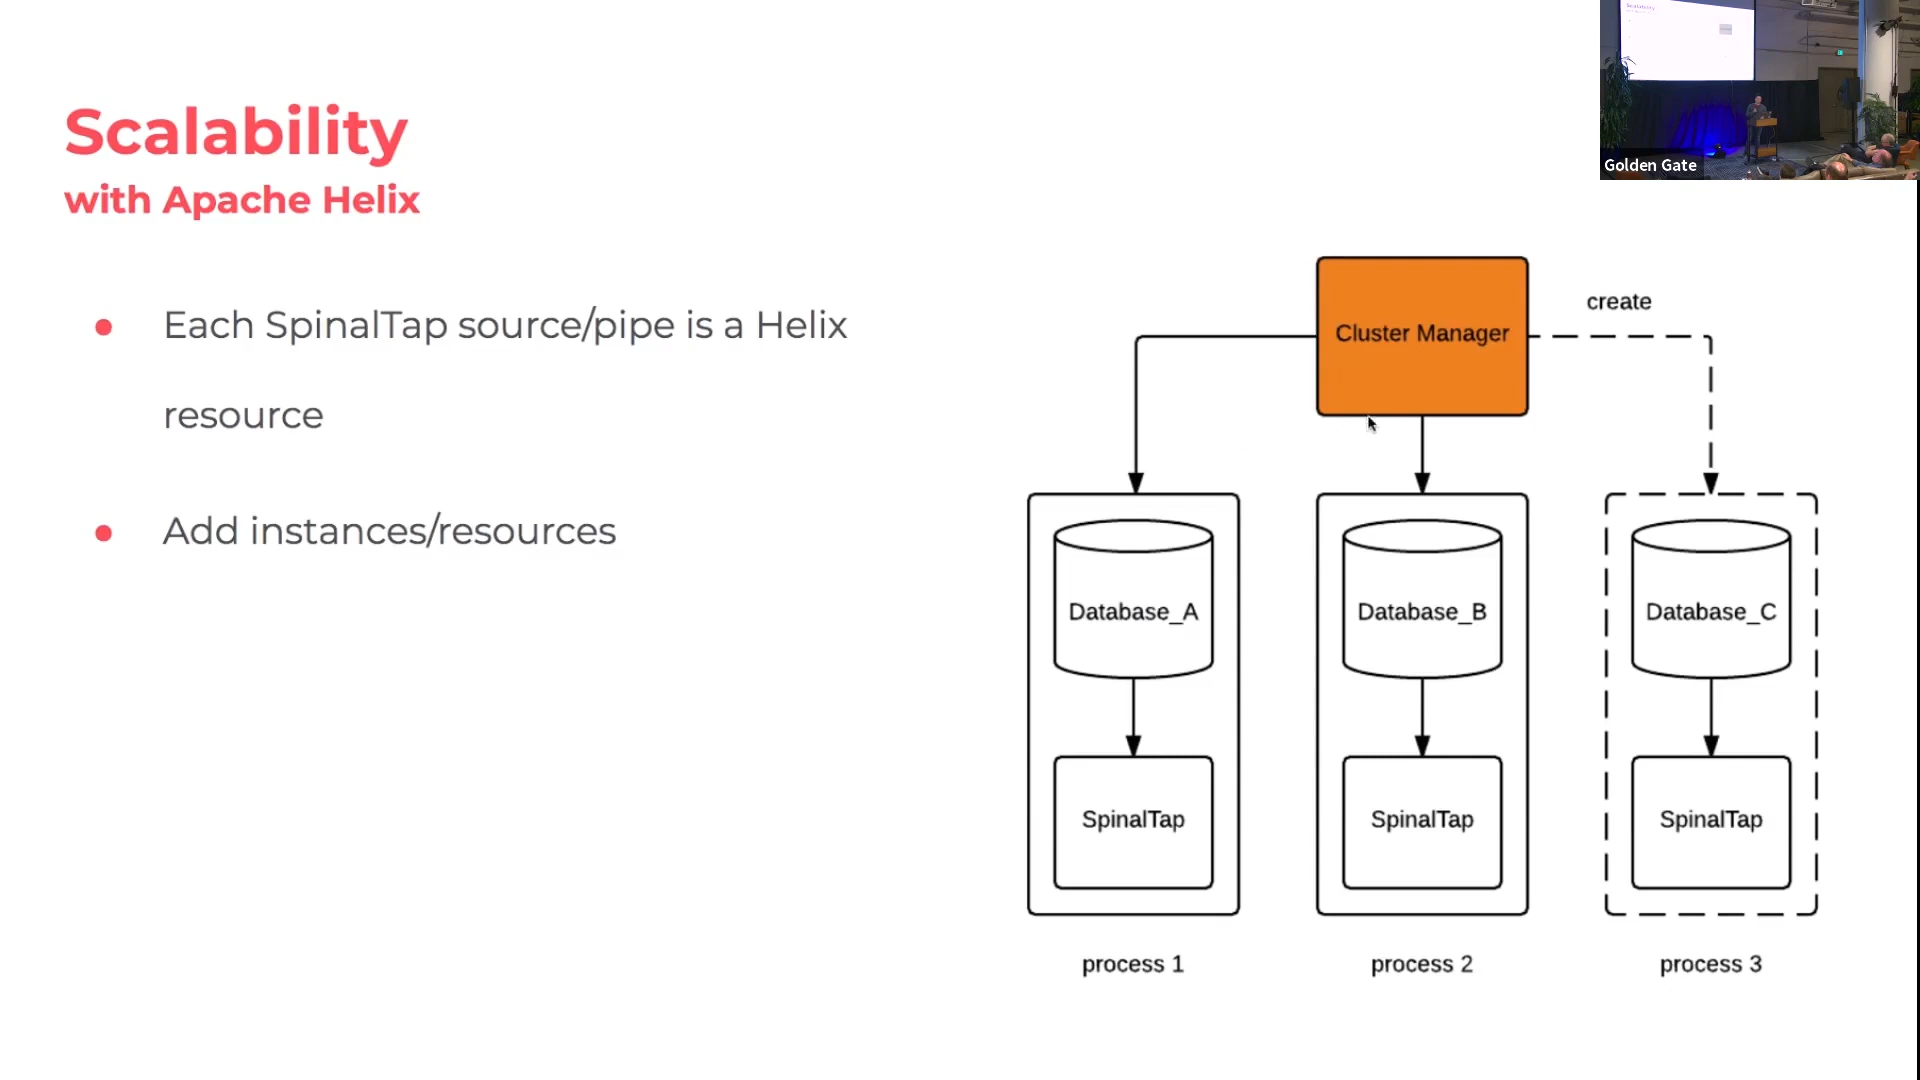 Scalability
with Apache Helix
Each SpinalTap source/pipe is a Helix
resource
Add instances/resources
Golden Gate
Cluster Manager
create
Database_A
Database_B
Database_C
SpinalTap
SpinalTap
SpinalTap
process 1
process 2
process 3
Scalability